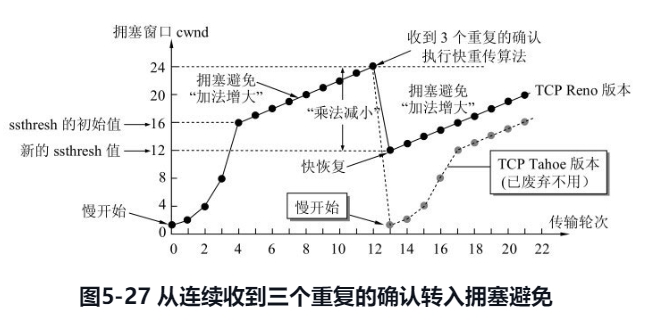 拥塞窗口 cwnd
收到 3 个重复的确认
执行快重传算法
24
20
16
12
8
4
0
拥塞避免
“加法增大”
“乘法减小”
拥塞避免
“加法增大”
TCP Reno 版本
ssthresh 的初始值
新的 ssthresh 值
快恢复
TCP Tahoe 版本
(已废弃不用)
慢开始
慢开始
传输轮次
0 2 4 6 8 10 12 14 16 18 20 22
图5-27 从连续收到三个重复的确认转入拥塞避免